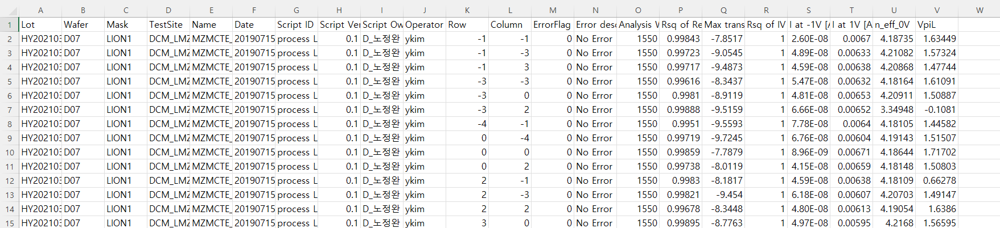 A B C D E F G H I J K L M N O P Q R S T U V W
1 Lot Wafer Mask TestSite Name Date Script ID Script Ver Script Ow Operator Row Column ErrorFlag Error desc Analysis W Rsq of Re Max trans Rsq of IV I at -1V [A I at 1V [A n_eff_0V VpiL
2 HY202103 D07 LION1 DCM_LMZ MZMCTE_ 20190715 process L 0.1 D_노정완 ykim -1 -1 0 No Error 1550 0.99843 -7.8517 1 2.60E-08 0.0067 4.18735 1.63449
3 HY202103 D07 LION1 DCM_LMZ MZMCTE_ 20190715 process L 0.1 D_노정완 ykim -1 -3 0 No Error 1550 0.99723 -9.0545 1 4.89E-08 0.00633 4.21082 1.57324
4 HY202103 D07 LION1 DCM_LMZ MZMCTE_ 20190715 process L 0.1 D_노정완 ykim -1 3 0 No Error 1550 0.99717 -9.4873 1 4.59E-08 0.00638 4.20868 1.47744
5 HY202103 D07 LION1 DCM_LMZ MZMCTE_ 20190715 process L 0.1 D_노정완 ykim -3 -3 0 No Error 1550 0.99616 -8.3437 1 5.47E-08 0.00632 4.18164 1.61091
6 HY202103 D07 LION1 DCM_LMZ MZMCTE_ 20190715 process L 0.1 D_노정완 ykim -3 0 0 No Error 1550 0.9981 -8.9119 1 4.81E-08 0.00653 4.20911 1.50887
7 HY202103 D07 LION1 DCM_LMZ MZMCTE_ 20190715 process L 0.1 D_노정완 ykim -3 2 0 No Error 1550 0.99888 -9.5159 1 6.66E-08 0.00652 3.34948 -0.1081
8 HY202103 D07 LION1 DCM_LMZ MZMCTE_ 20190715 process L 0.1 D_노정완 ykim -4 -1 0 No Error 1550 0.9951 -9.5593 1 7.78E-08 0.0064 4.18105 1.44582
9 HY202103 D07 LION1 DCM_LMZ MZMCTE_ 20190715 process L 0.1 D_노정완 ykim 0 -4 0 No Error 1550 0.99719 -9.7245 1 6.76E-08 0.00604 4.19143 1.51507
10 HY202103 D07 LION1 DCM_LMZ MZMCTE_ 20190715 process L 0.1 D_노정완 ykim 0 0 0 No Error 1550 0.99859 -7.7879 1 8.96E-09 0.00671 4.18644 1.71702
11 HY202103 D07 LION1 DCM_LMZ MZMCTE_ 20190715 process L 0.1 D_노정완 ykim 0 2 0 No Error 1550 0.99738 -8.0119 1 4.15E-08 0.00659 4.18148 1.50803
12 HY202103 D07 LION1 DCM_LMZ MZMCTE_ 20190715 process L 0.1 D_노정완 ykim 2 -1 0 No Error 1550 0.9983 -8.1817 1 4.59E-08 0.00638 4.18109 0.66278
13 HY202103 D07 LION1 DCM_LMZ MZMCTE_ 20190715 process L 0.1 D_노정완 ykim 2 -3 0 No Error 1550 0.99821 -9.454 1 6.18E-08 0.00607 4.20703 1.49147
14 HY202103 D07 LION1 DCM_LMZ MZMCTE_ 20190715 process L 0.1 D_노정완 ykim 2 2 0 No Error 1550 0.99678 -8.3448 1 4.80E-08 0.00613 4.19054 1.6386
15 HY202103 D07 LION1 DCM_LMZ MZMCTE_ 20190715 process L 0.1 D_노정완 ykim 3 0 0 No Error 1550 0.99895 -8.7763 1 4.97E-08 0.00595 4.2168 1.56595